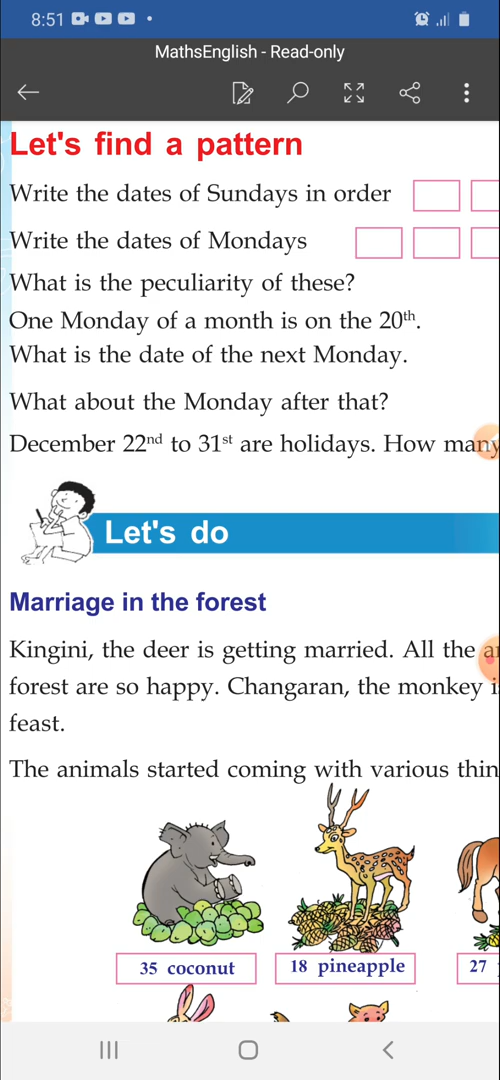 8:51
MathsEnglish - Read-only
Let's find a pattern
Write the dates of Sundays in order
Write the dates of Mondays
What is the peculiarity of these?
One Monday of a month is on the 20th.
What is the date of the next Monday.
What about the Monday after that?
December 22nd to 31st are holidays. How many
Let's do
Marriage in the forest
Kingini, the deer is getting married. All the
forest are so happy. Changaran, the monkey
feast.
The animals started coming with various
35 coconut
18 pineapple
27